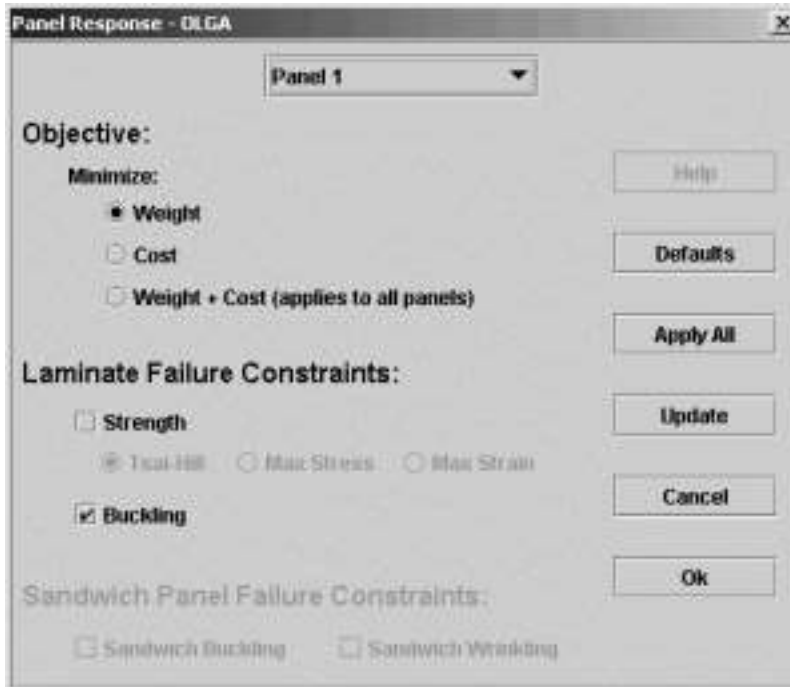 Panel Response - OLGA
Panel 1
Objective:
Minimize:
Weight
Cost
Weight + Cost (applies to all panels)
Help
Defaults
Apply All
Laminate Failure Constraints:
Strength
Tsai-Hill Max Stress Max Strain
Update
Buckling
Cancel
Ok
Sandwich Panel Failure Constraints:
Sandwich Buckling Sandwich Wrinkling